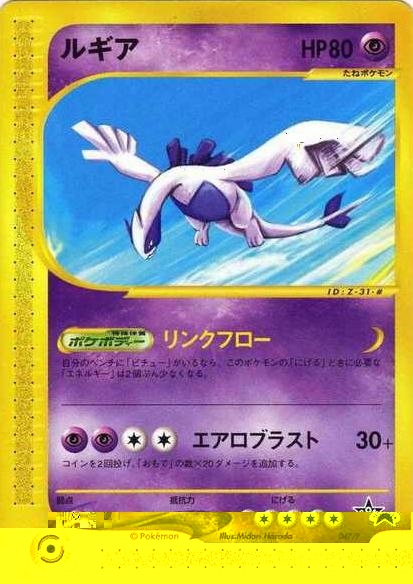 ルギア HP80
たねポケモン
ID:Z-31-#
特殊体質
ポケボディー リンクフロー
自分のベンチに「ピチュー」がいるなら、このポケモンの「にげる」ときに必要な
「エネルギー」は2個ぶん少なくなる。
エアロブラスト 30+
コインを2回投げ、「おもて」の数×20ダメージを追加する。
弱点 抵抗力 にげる
© Pokémon Illus.Midori Harada